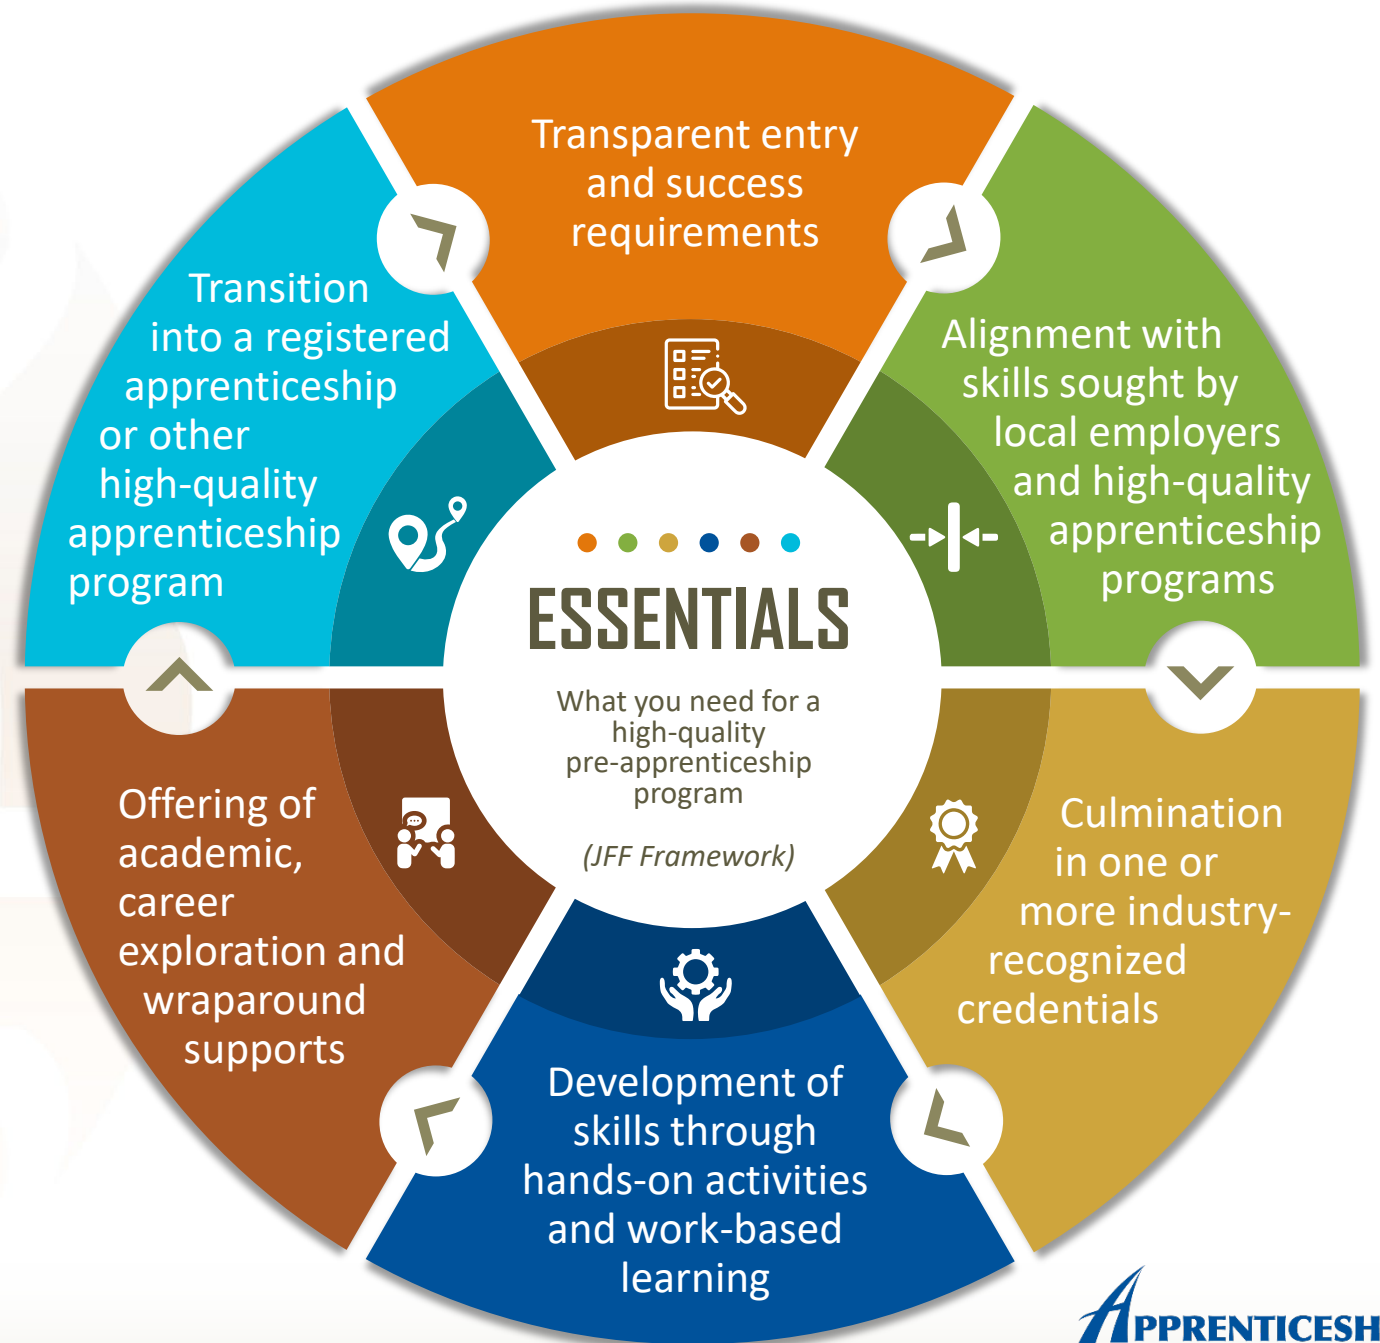 Transparent entry
and success
requirements
Alignment with
skills sought by
local employers
and high-quality
apprenticeship
programs
Culmination
in one or
more industry-
recognized
credentials
Development of
skills through
hands-on activities
and work-based
learning
Offering of
academic,
career
exploration and
wraparound
supports
Transition
into a registered
apprenticeship
or other
high-quality
apprenticeship
program
ESSENTIALS
What you need for a
high-quality
pre-apprenticeship
program
(JFF Framework)
APPRENTICESH